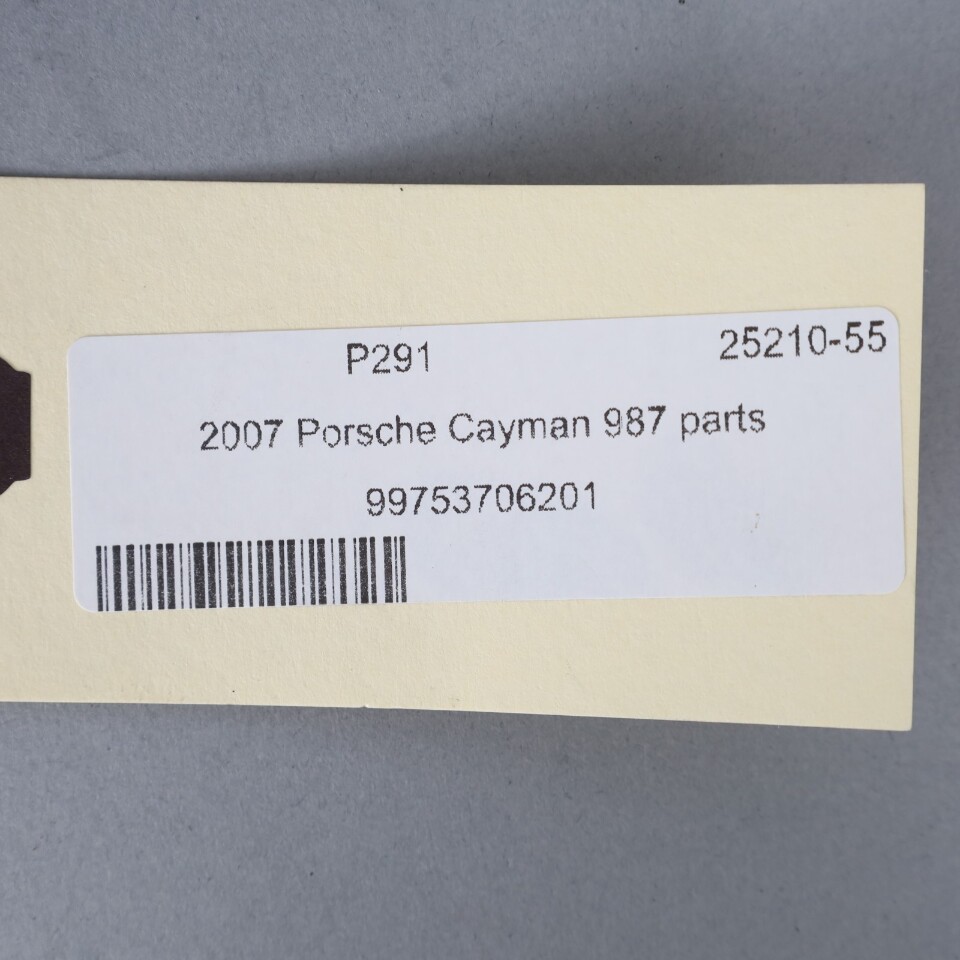 P291 25210-55
2007 Porsche Cayman 987 parts
99753706201